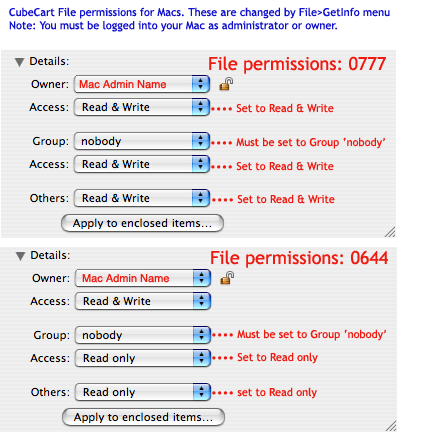 CubeCart File permissions for Macs. These are changed by File>GetInfo menu
Note: You must be logged into your Mac as administrator or owner.
Details: File permissions: 0777
Owner: Mac Admin Name
Access: Read & Write •••• Set to Read & Write
Group: nobody •••• Must be set to Group 'nobody'
Access: Read & Write •••• Set to Read & Write
Others: Read & Write •••• Set to Read & Write
Apply to enclosed items...
Details: File permissions: 0644
Owner: Mac Admin Name
Access: Read & Write
Group: nobody •••• Must be set to Group 'nobody'
Access: Read only •••• Set to Read only
Others: Read only •••• set to Read only
Apply to enclosed items...